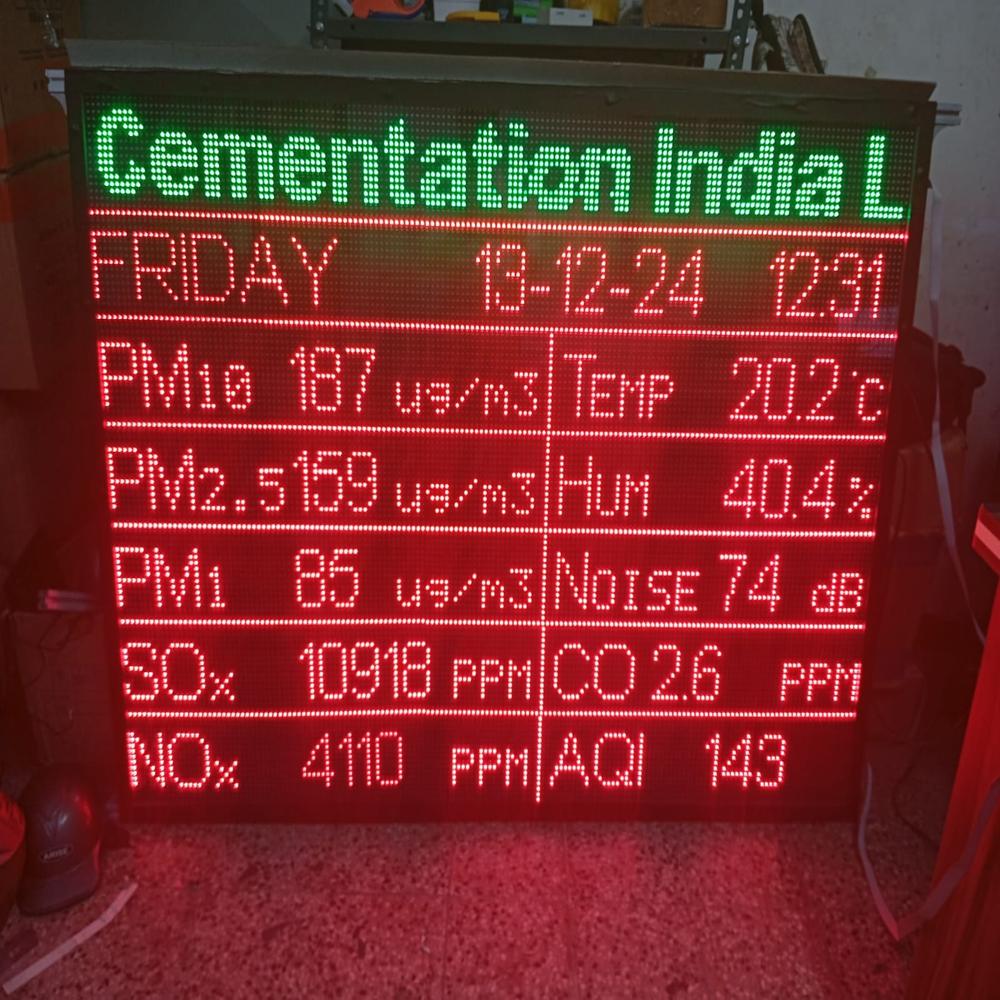 Cementation India L
FRIDAY 13-12-24 12:31
PM10 187 ug/m3 TEMP 20.2°C
PM2.5 159 ug/m3 HUM 40.4%
PM1 85 ug/m3 NOISE 74 dB
SOx 10918 PPM CO 2.6 PPM
NOx 4110 PPM AQI 143
ARISE